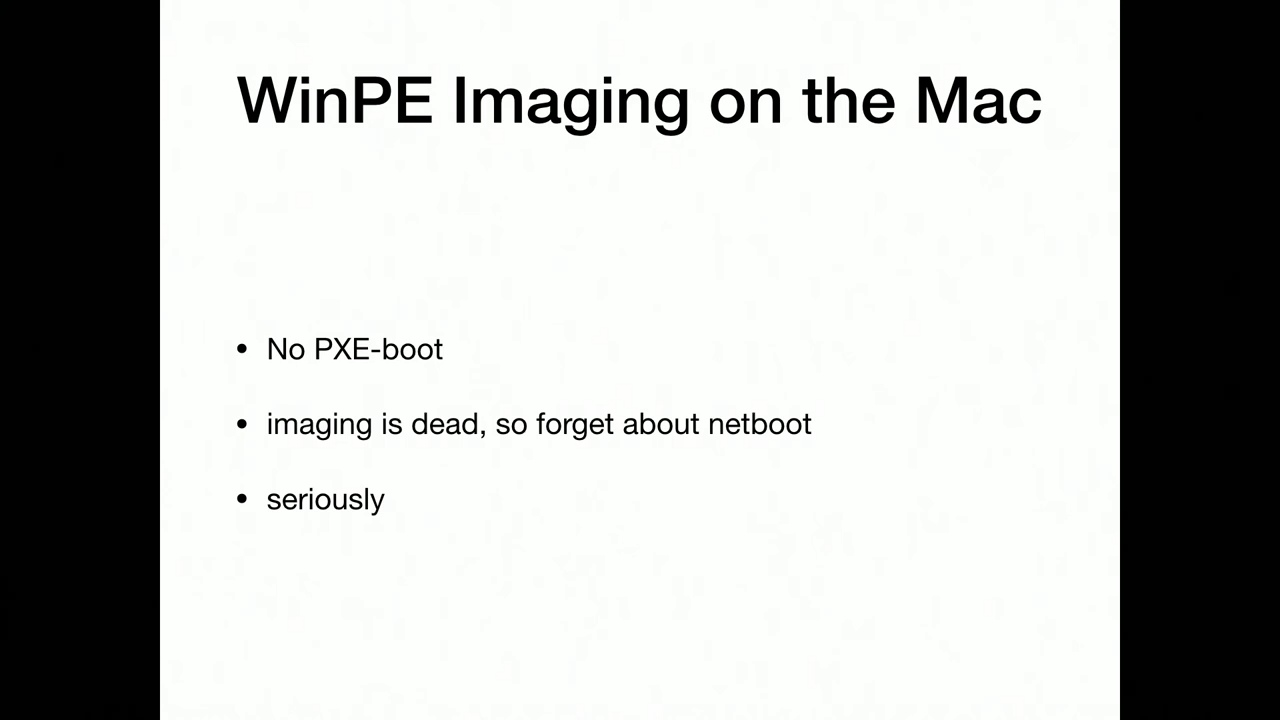 WinPE Imaging on the Mac
• No PXE-boot
• imaging is dead, so forget about netboot
• seriously